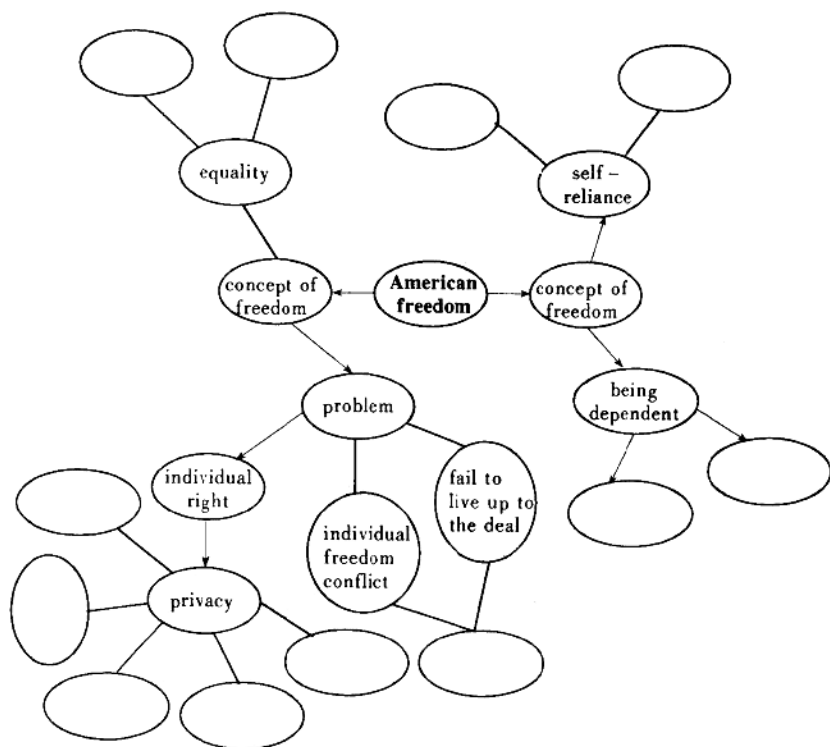 equality
self –
reliance
concept of
freedom
American
freedom
concept of
freedom
problem
being
dependent
individual
right
fail to
live up to
the deal
individual
freedom
conflict
privacy